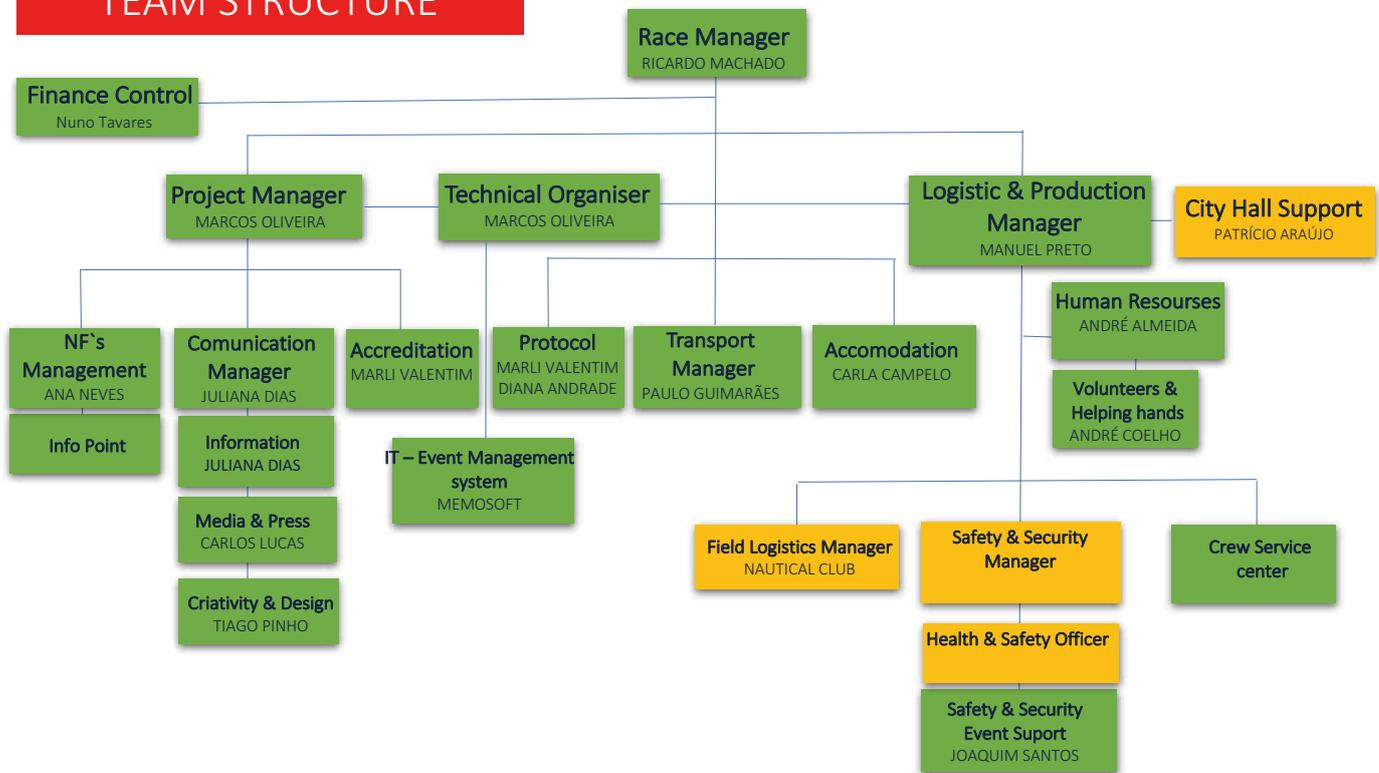 TEAM STRUCTURE
Race Manager
RICARDO MACHADO
Finance Control
Nuno Tavares
Project Manager
MARCOS OLIVEIRA
Technical Organiser
MARCOS OLIVEIRA
Logistic & Production
Manager
MANUEL PRETO
City Hall Support
PATRÍCIO ARAÚJO
Human Resourses
ANDRÉ ALMEIDA
NF`s
Management
ANA NEVES
Comunication
Manager
JULIANA DIAS
Accreditation
MARLI VALENTIM
Protocol
MARLI VALENTIM
DIANA ANDRADE
Transport
Manager
PAULO GUIMARÃES
Accomodation
CARLA CAMPELO
Volunteers &
Helping hands
ANDRÉ COELHO
Info Point
Information
JULIANA DIAS
IT – Event Management
system
MEMOSOFT
Media & Press
CARLOS LUCAS
Criativity & Design
TIAGO PINHO
Field Logistics Manager
NAUTICAL CLUB
Safety & Security
Manager
Crew Service
center
Health & Safety Officer
Safety & Security
Event Suport
JOAQUIM SANTOS